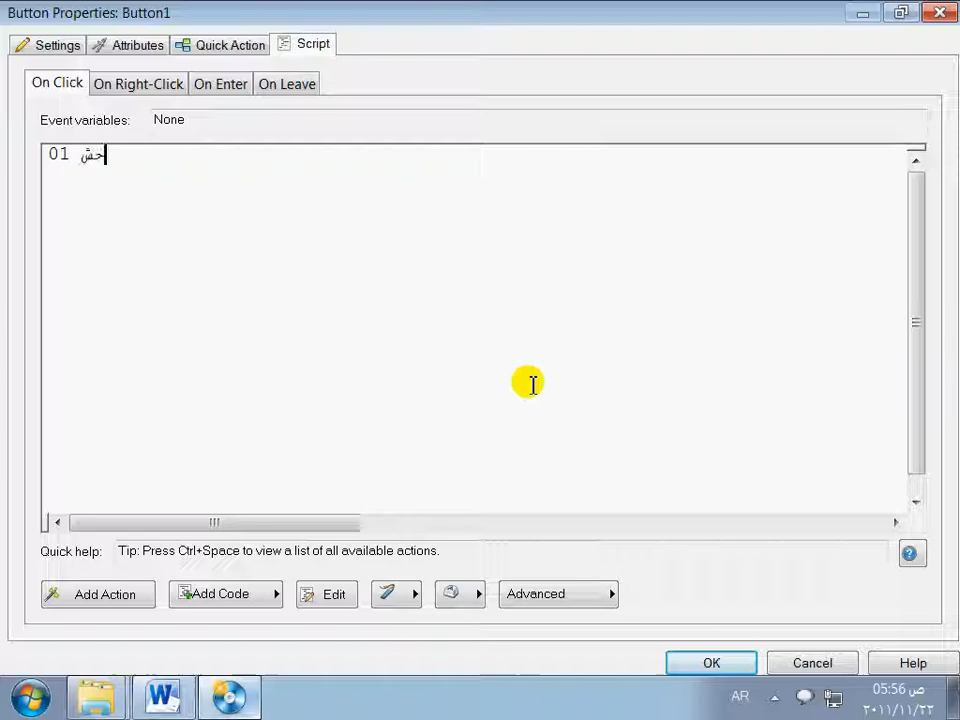 Button Properties: Button1
Settings
Attributes
Quick Action
Script
On Click
On Right-Click
On Enter
On Leave
Event variables:
None
01 حش
Quick help:
Tip: Press Ctrl+Space to view a list of all available actions.
Add Action
Add Code
Edit
Advanced
OK
Cancel
Help
AR
05:56 ص
٢٠١١/١١/٢٢